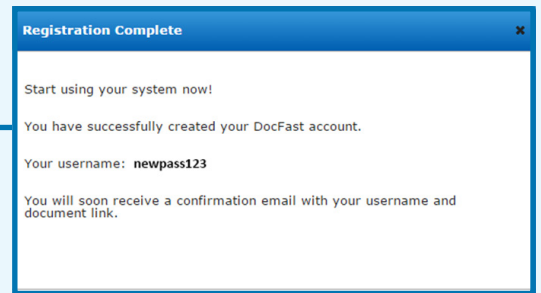 Registration Complete
Start using your system now!
You have successfully created your DocFast account.
Your username: newpass123
You will soon receive a confirmation email with your username and
document link.